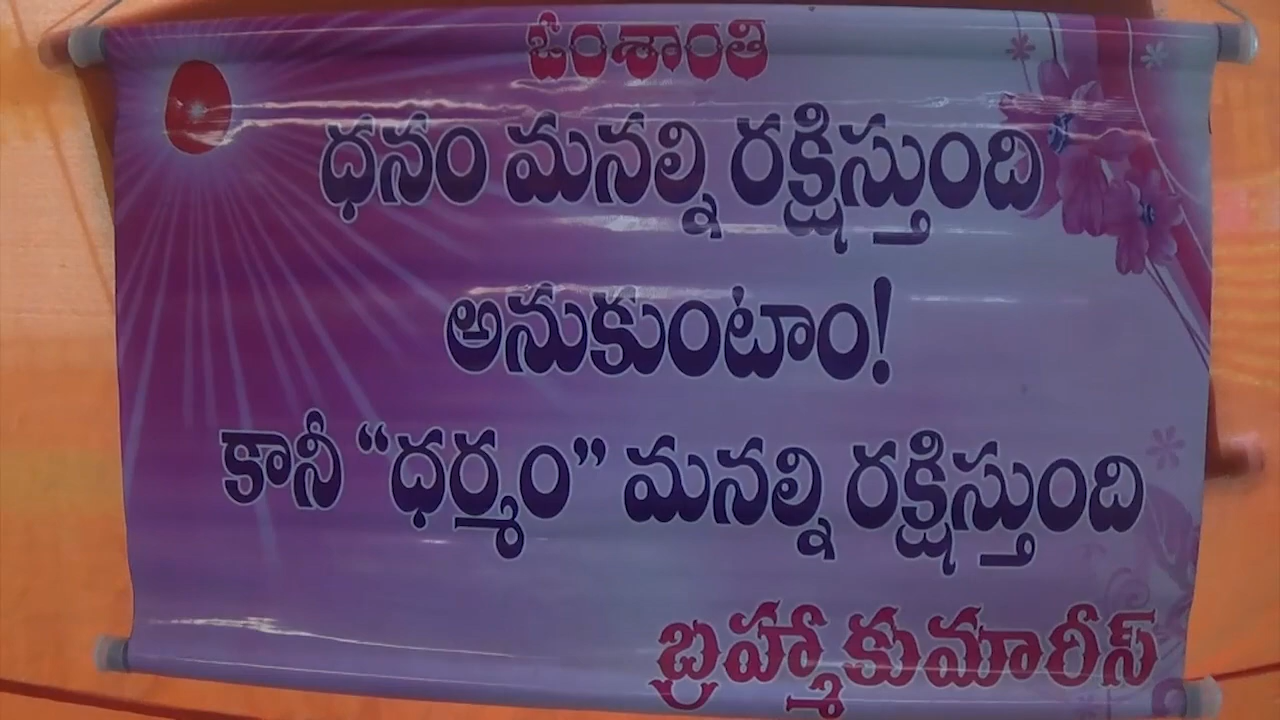 ఓంశాంతి
ధనం మనల్ని రక్షిస్తుంది
అనుకుంటాం!
కానీ “ధర్మం” మనల్ని రక్షిస్తుంది
బ్రహ్మాకుమారీస్